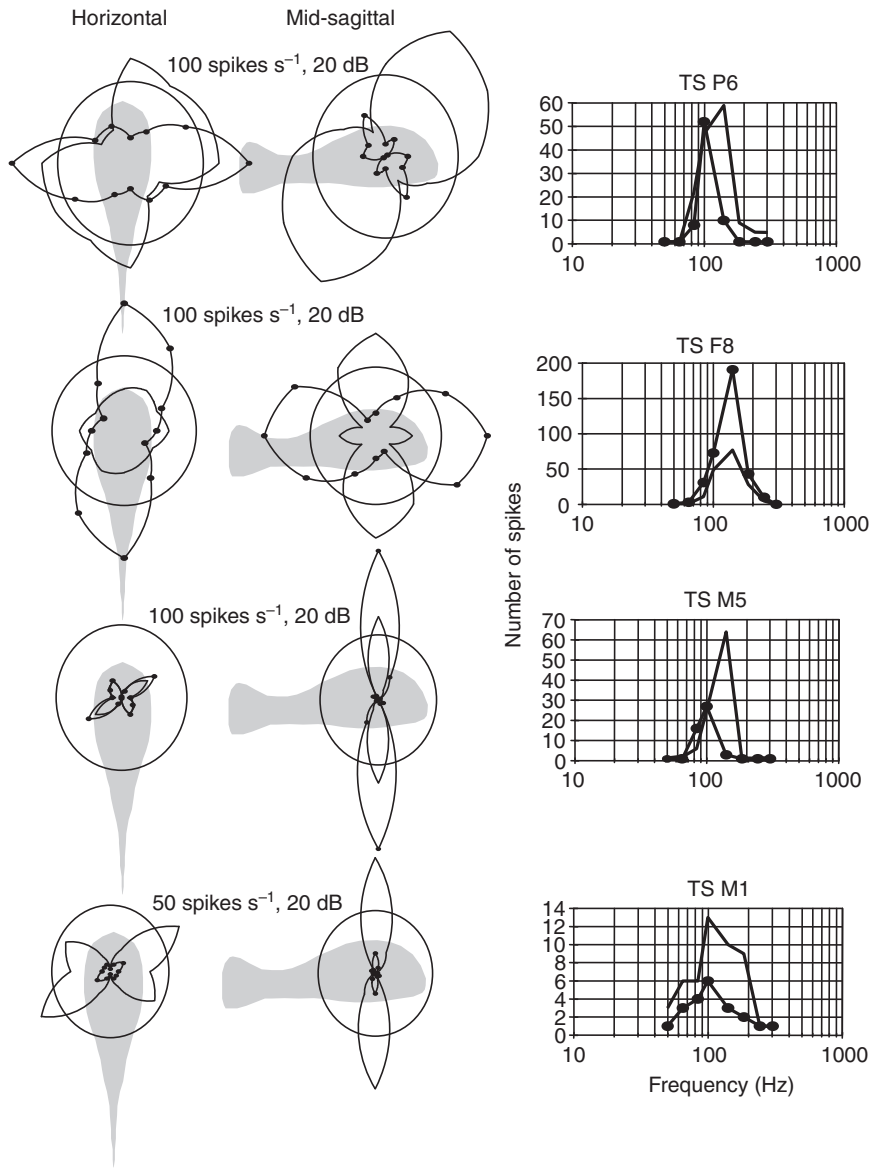 Horizontal
Mid-sagittal
100 spikes s⁻¹, 20 dB
100 spikes s⁻¹, 20 dB
100 spikes s⁻¹, 20 dB
50 spikes s⁻¹, 20 dB
Number of spikes
TS P6
60
50
40
30
20
10
0
10 100 1000
TS F8
200
150
100
50
0
10 100 1000
TS M5
70
60
50
40
30
20
10
0
10 100 1000
TS M1
14
12
10
8
6
4
2
0
10 100 1000
Frequency (Hz)